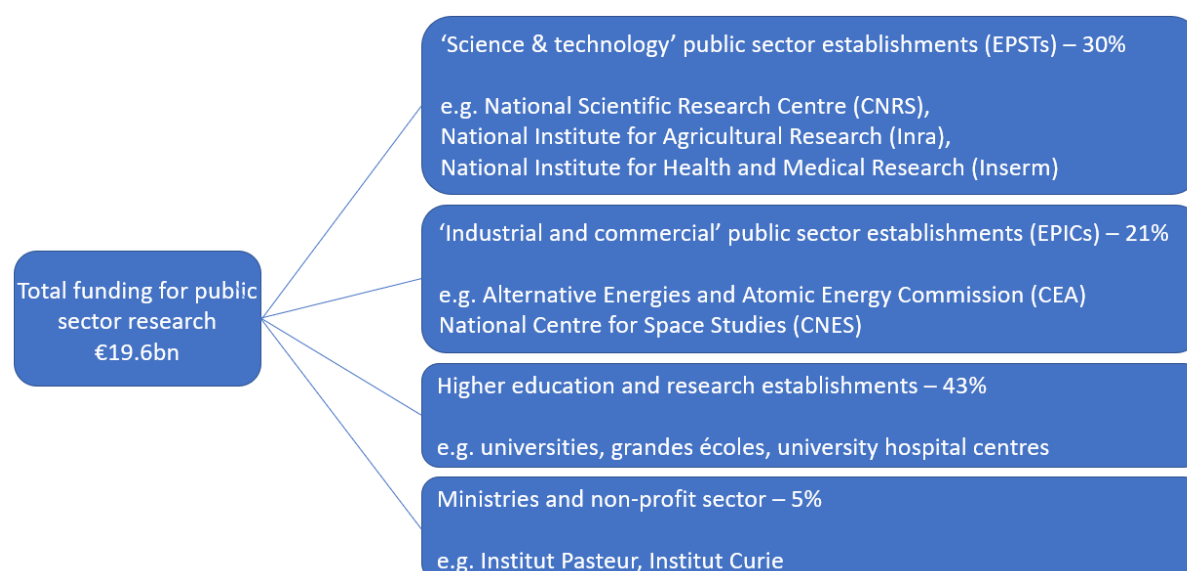 Total funding for public
sector research
€19.6bn
‘Science & technology’ public sector establishments (EPSTs) – 30%
e.g. National Scientific Research Centre (CNRS),
National Institute for Agricultural Research (Inra),
National Institute for Health and Medical Research (Inserm)
‘Industrial and commercial’ public sector establishments (EPICs) – 21%
e.g. Alternative Energies and Atomic Energy Commission (CEA)
National Centre for Space Studies (CNES)
Higher education and research establishments – 43%
e.g. universities, grandes écoles, university hospital centres
Ministries and non-profit sector – 5%
e.g. Institut Pasteur, Institut Curie